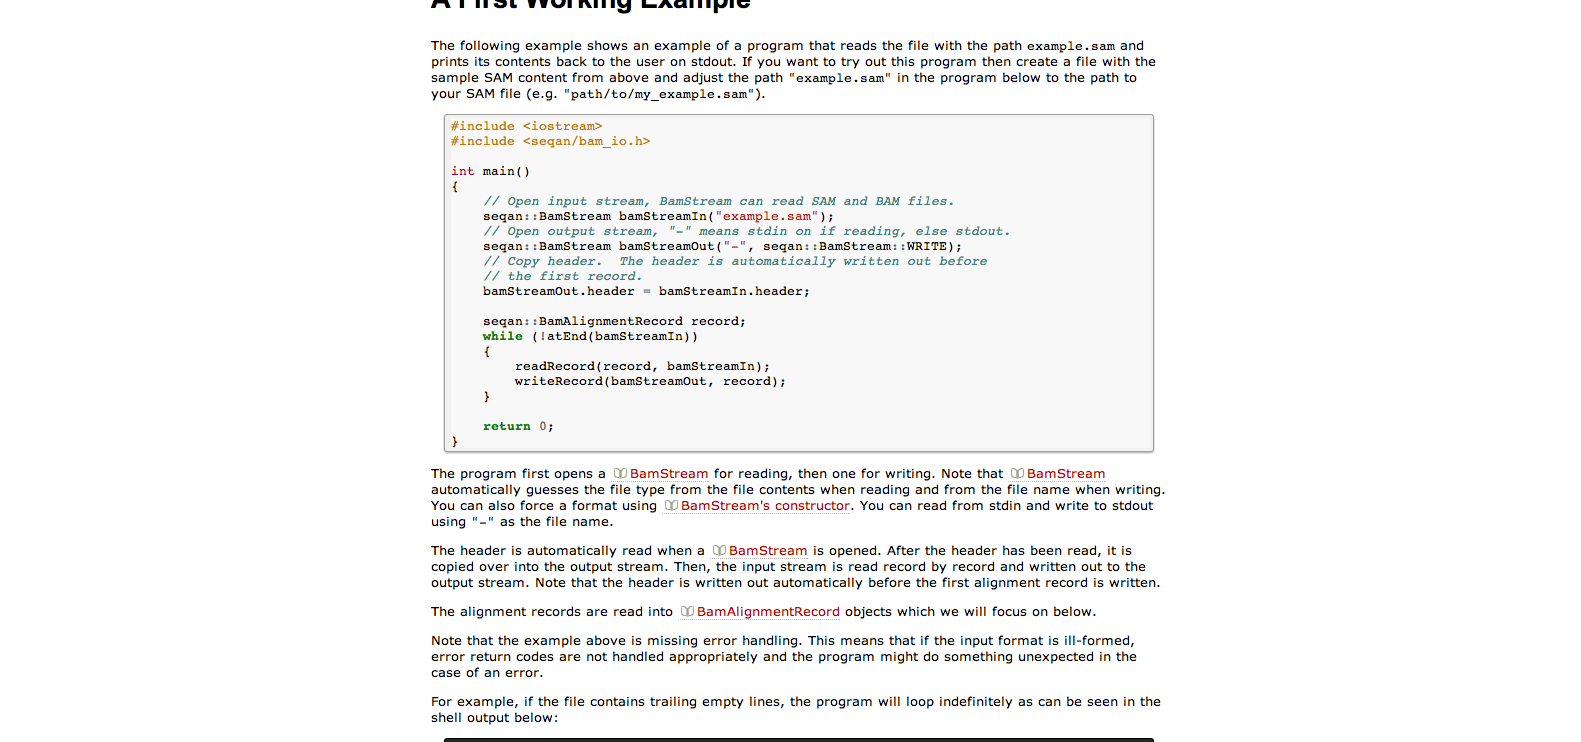 A First Working Example
The following example shows an example of a program that reads the file with the path example.sam and
prints its contents back to the user on stdout. If you want to try out this program then create a file with the
sample SAM content from above and adjust the path "example.sam" in the program below to the path to
your SAM file (e.g. "path/to/my_example.sam").
#include <iostream>
#include <seqan/bam_io.h>
int main()
{
// Open input stream, BamStream can read SAM and BAM files.
seqan::BamStream bamStreamIn("example.sam");
// Open output stream, "-" means stdin on if reading, else stdout.
seqan::BamStream bamStreamOut("-", seqan::BamStream::WRITE);
// Copy header.  The header is automatically written out before
// the first record.
bamStreamOut.header = bamStreamIn.header;
seqan::BamAlignmentRecord record;
while (!atEnd(bamStreamIn))
{
readRecord(record, bamStreamIn);
writeRecord(bamStreamOut, record);
}
return 0;
}
The program first opens a BamStream for reading, then one for writing. Note that BamStream
automatically guesses the file type from the file contents when reading and from the file name when writing.
You can also force a format using BamStream's constructor. You can read from stdin and write to stdout
using "-" as the file name.
The header is automatically read when a BamStream is opened. After the header has been read, it is
copied over into the output stream. Then, the input stream is read record by record and written out to the
output stream. Note that the header is written out automatically before the first alignment record is written.
The alignment records are read into BamAlignmentRecord objects which we will focus on below.
Note that the example above is missing error handling. This means that if the input format is ill-formed,
error return codes are not handled appropriately and the program might do something unexpected in the
case of an error.
For example, if the file contains trailing empty lines, the program will loop indefinitely as can be seen in the
shell output below: